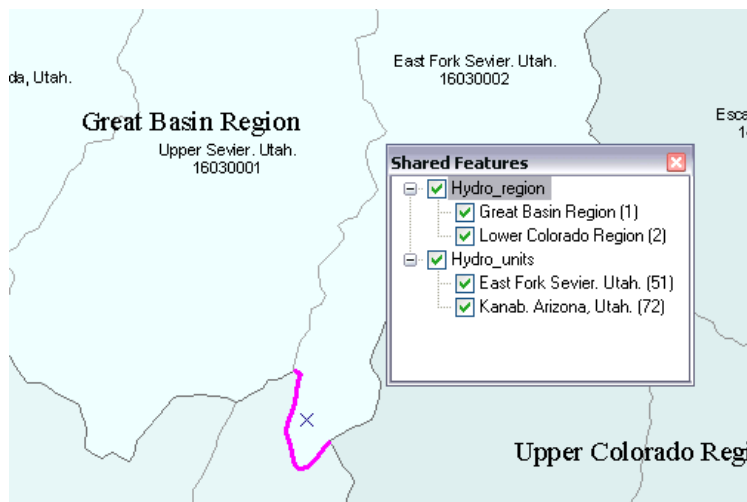 East Fork Sevier. Utah.
16030002
da, Utah.
Great Basin Region
Upper Sevier. Utah.
16030001
Esca
1
Shared Features
Hydro_region
Great Basin Region (1)
Lower Colorado Region (2)
Hydro_units
East Fork Sevier. Utah. (51)
Kanab. Arizona, Utah. (72)
Upper Colorado Regi